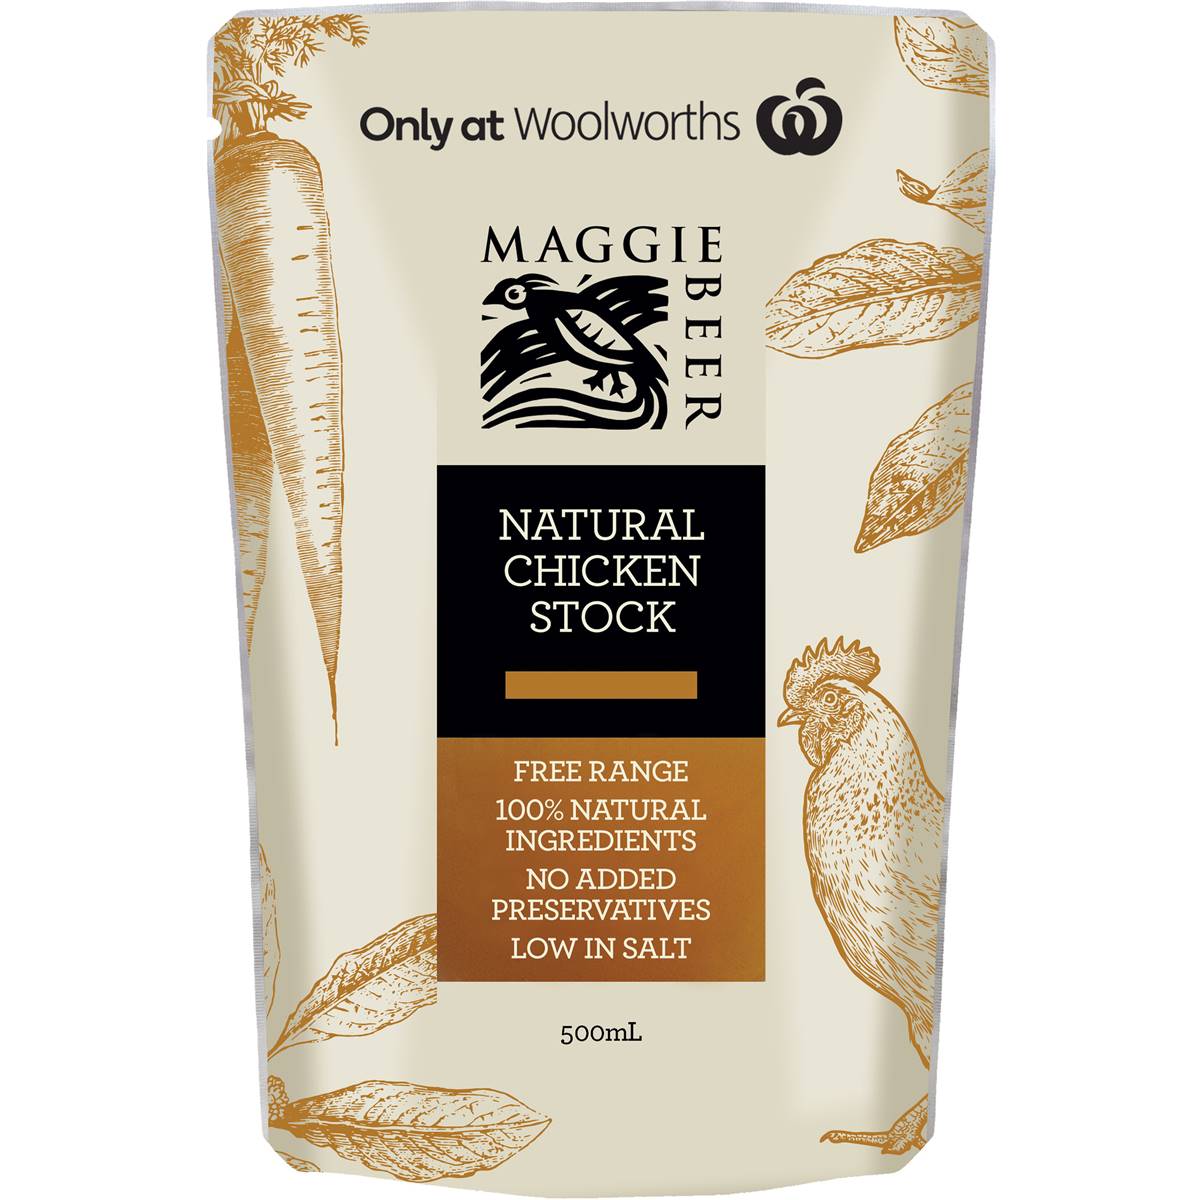 Only at Woolworths
MAGGIE
BEER
NATURAL
CHICKEN
STOCK
FREE RANGE
100% NATURAL
INGREDIENTS
NO ADDED
PRESERVATIVES
LOW IN SALT
500mL